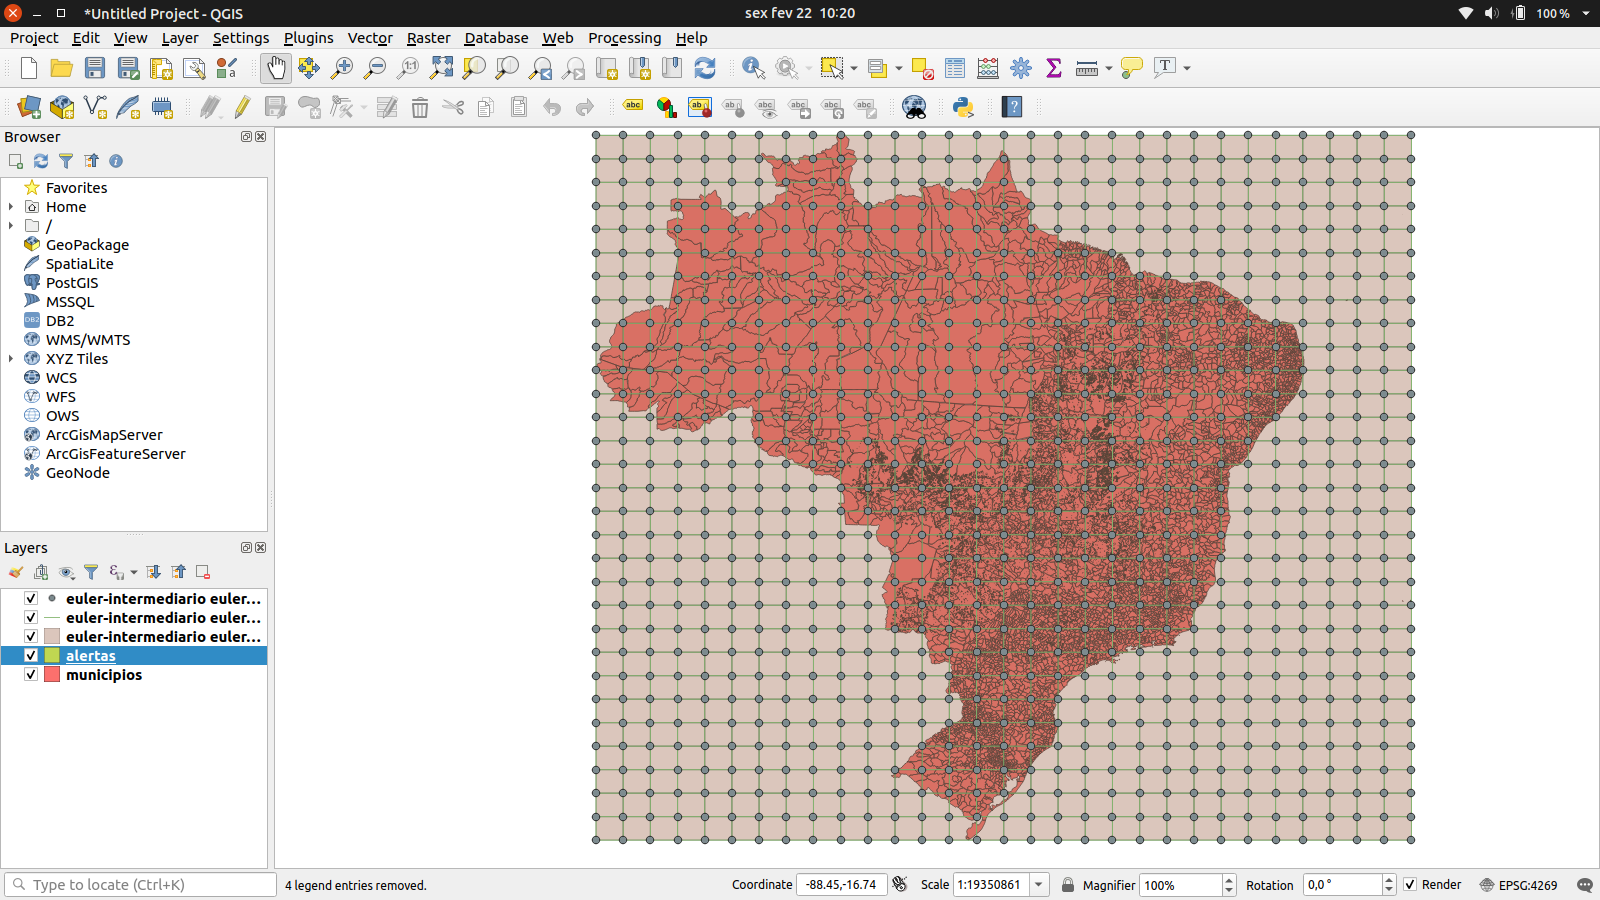 *Untitled Project - QGIS
sex fev 22 10:20
100 %
Project Edit View Layer Settings Plugins Vector Raster Database Web Processing Help
Browser
Favorites
Home
/
GeoPackage
SpatiaLite
PostGIS
MSSQL
DB2
DB2
WMS/WMTS
XYZ Tiles
WCS
WFS
OWS
ArcGisMapServer
ArcGisFeatureServer
GeoNode
Layers
euler-intermediario euler...
euler-intermediario euler...
euler-intermediario euler...
alertas
municipios
Type to locate (Ctrl+K)
4 legend entries removed.
Coordinate -88.45,-16.74
Scale 1:19350861
Magnifier 100%
Rotation 0,0 °
Render
EPSG:4269